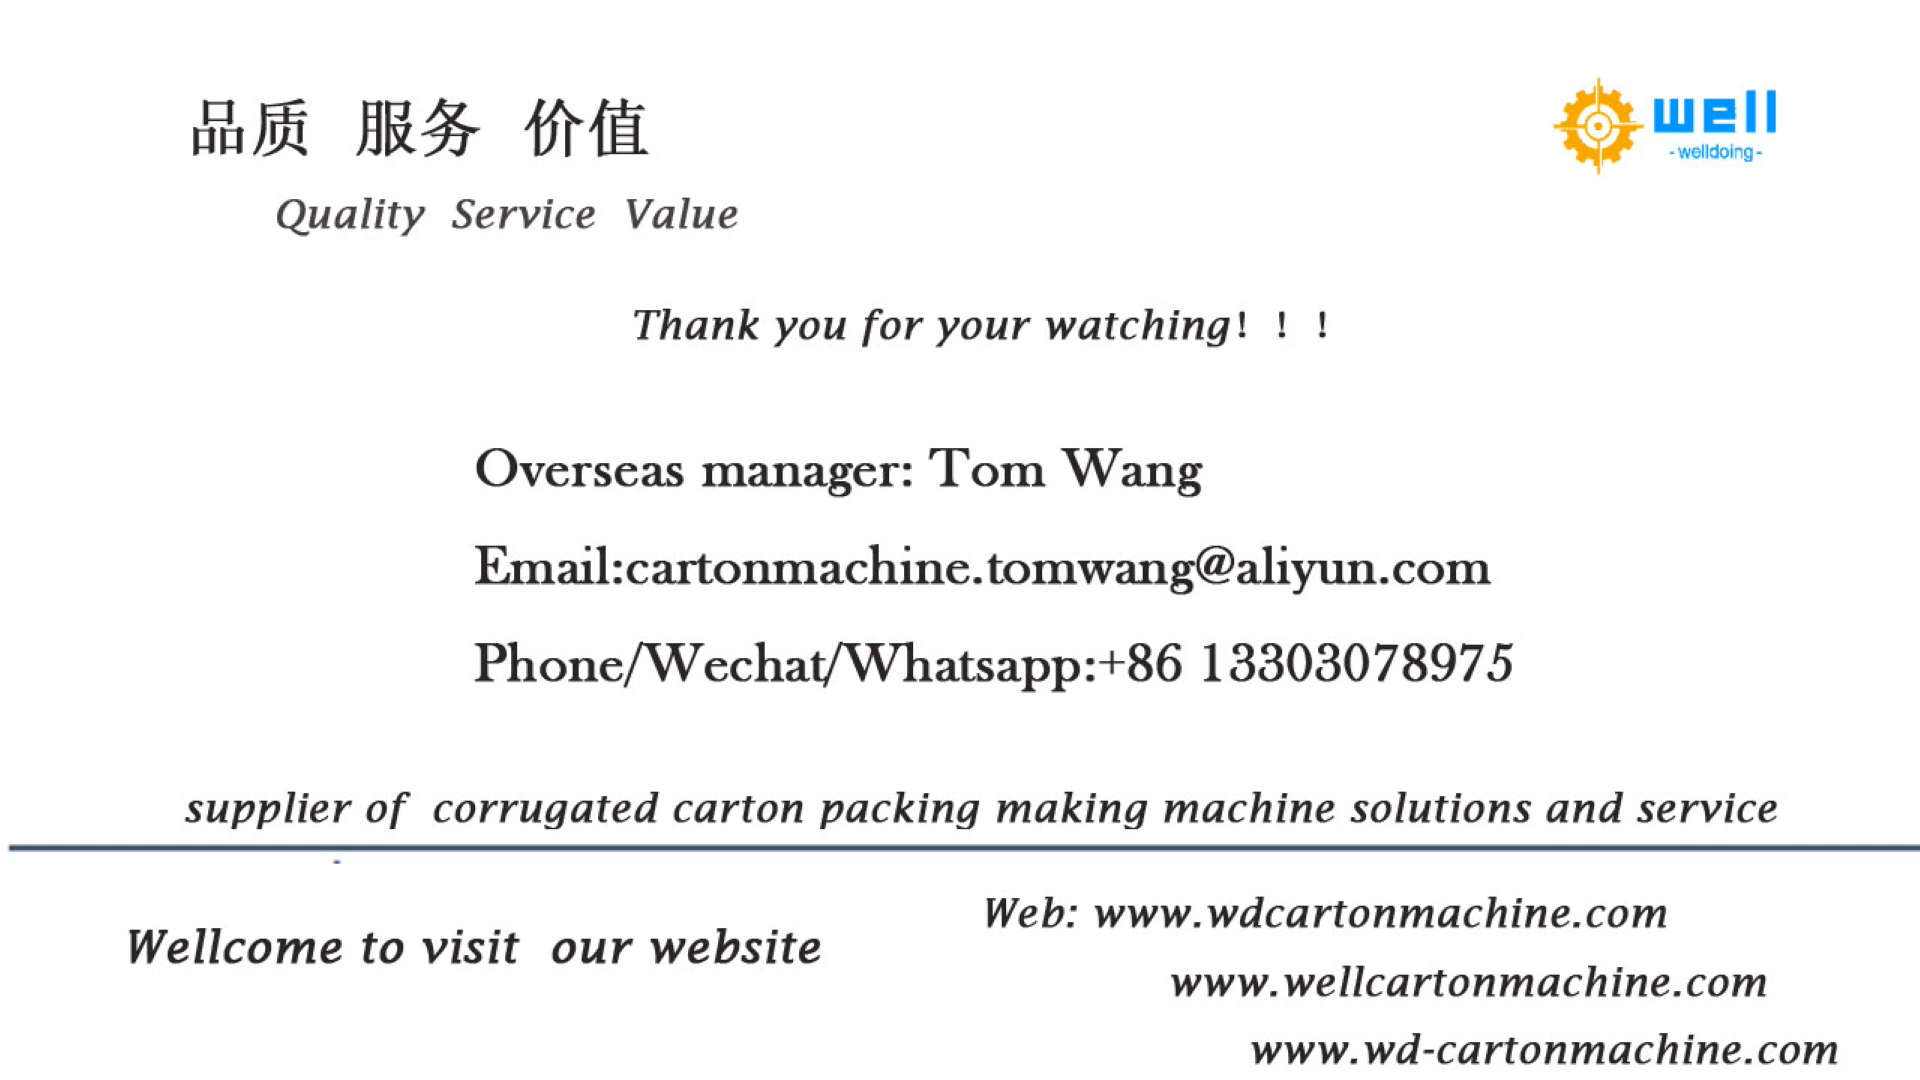 品质 服务 价值
well
-welldoing-
Quality Service Value
Thank you for your watching！！！
Overseas manager: Tom Wang
Email:cartonmachine.tomwang@aliyun.com
Phone/Wechat/Whatsapp:+86 13303078975
supplier of corrugated carton packing making machine solutions and service
Wellcome to visit our website
Web: www.wdcartonmachine.com
www.wellcartonmachine.com
www.wd-cartonmachine.com